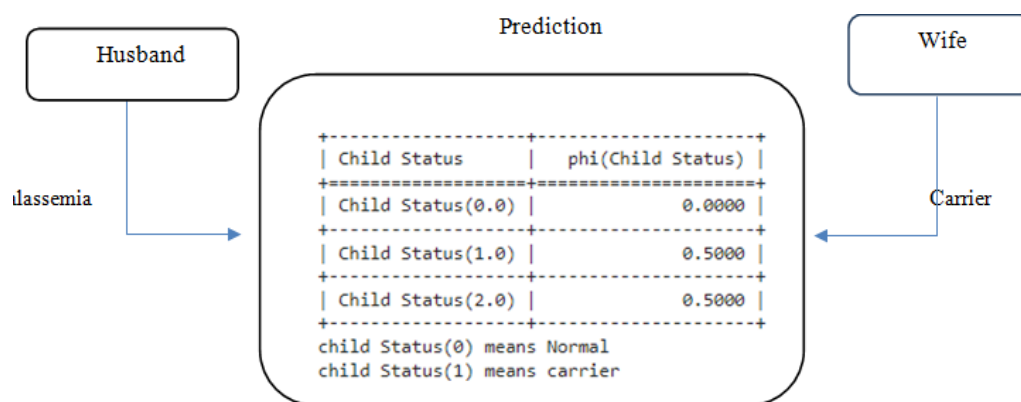 Prediction
Husband
Wife
+-------------------+---------------------+
| Child Status | phi(Child Status) |
+===================+=====================+
| Child Status(0.0) | 0.0000 |
+-------------------+---------------------+
| Child Status(1.0) | 0.5000 |
+-------------------+---------------------+
| Child Status(2.0) | 0.5000 |
+-------------------+---------------------+
child Status(0) means Normal
child Status(1) means carrier
alassemia
Carrier